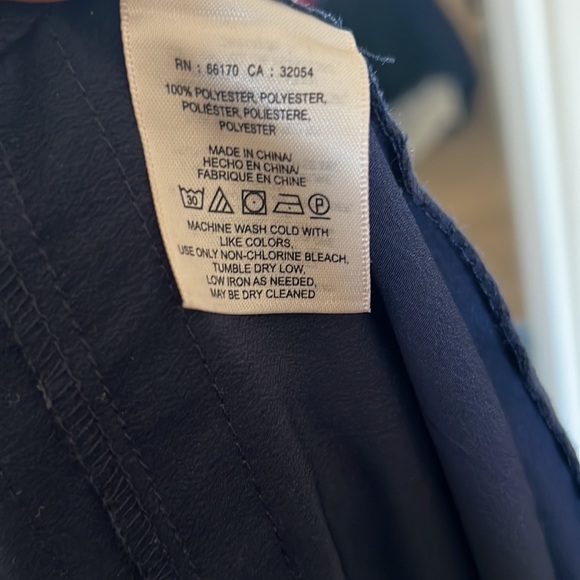 RN : 66170 CA : 32054
100% POLYESTER, POLYESTER,
POLIÉSTER, POLIESTERE,
POLYESTER
MADE IN CHINA/
HECHO EN CHINA/
FABRIQUE EN CHINE
30 P
MACHINE WASH COLD WITH
LIKE COLORS,
USE ONLY NON-CHLORINE BLEACH,
TUMBLE DRY LOW,
LOW IRON AS NEEDED,
MAY BE DRY CLEANED